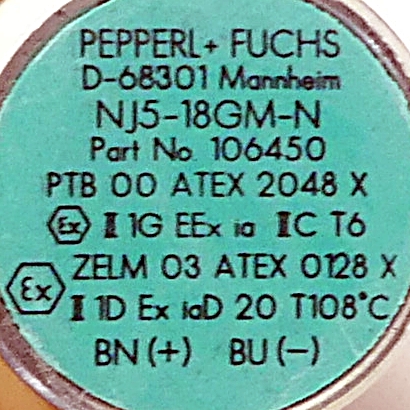 PEPPERL+ FUCHS
D-68301 Mannheim
NJ5-18GM-N
Part No. 106450
PTB 00 ATEX 2048 X
Ex II 1G EEx ia IIC T6
ZELM 03 ATEX 0128 X
Ex II 1D Ex iaD 20 T108°C
BN(+) BU(-)